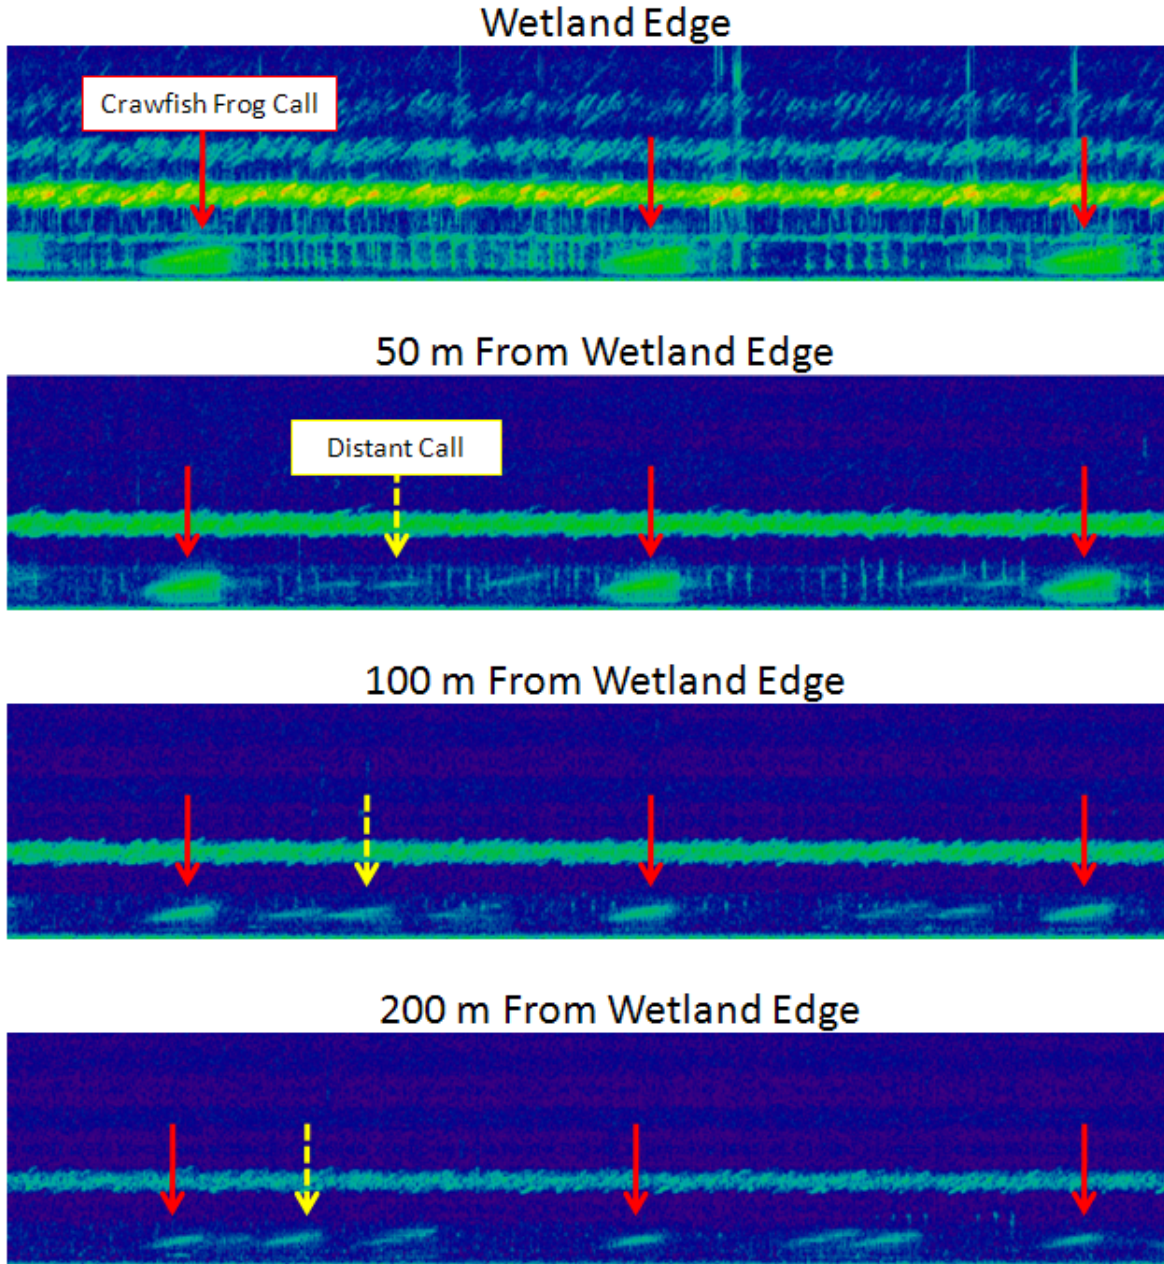 Wetland Edge
Crawfish Frog Call
50 m From Wetland Edge
Distant Call
100 m From Wetland Edge
200 m From Wetland Edge